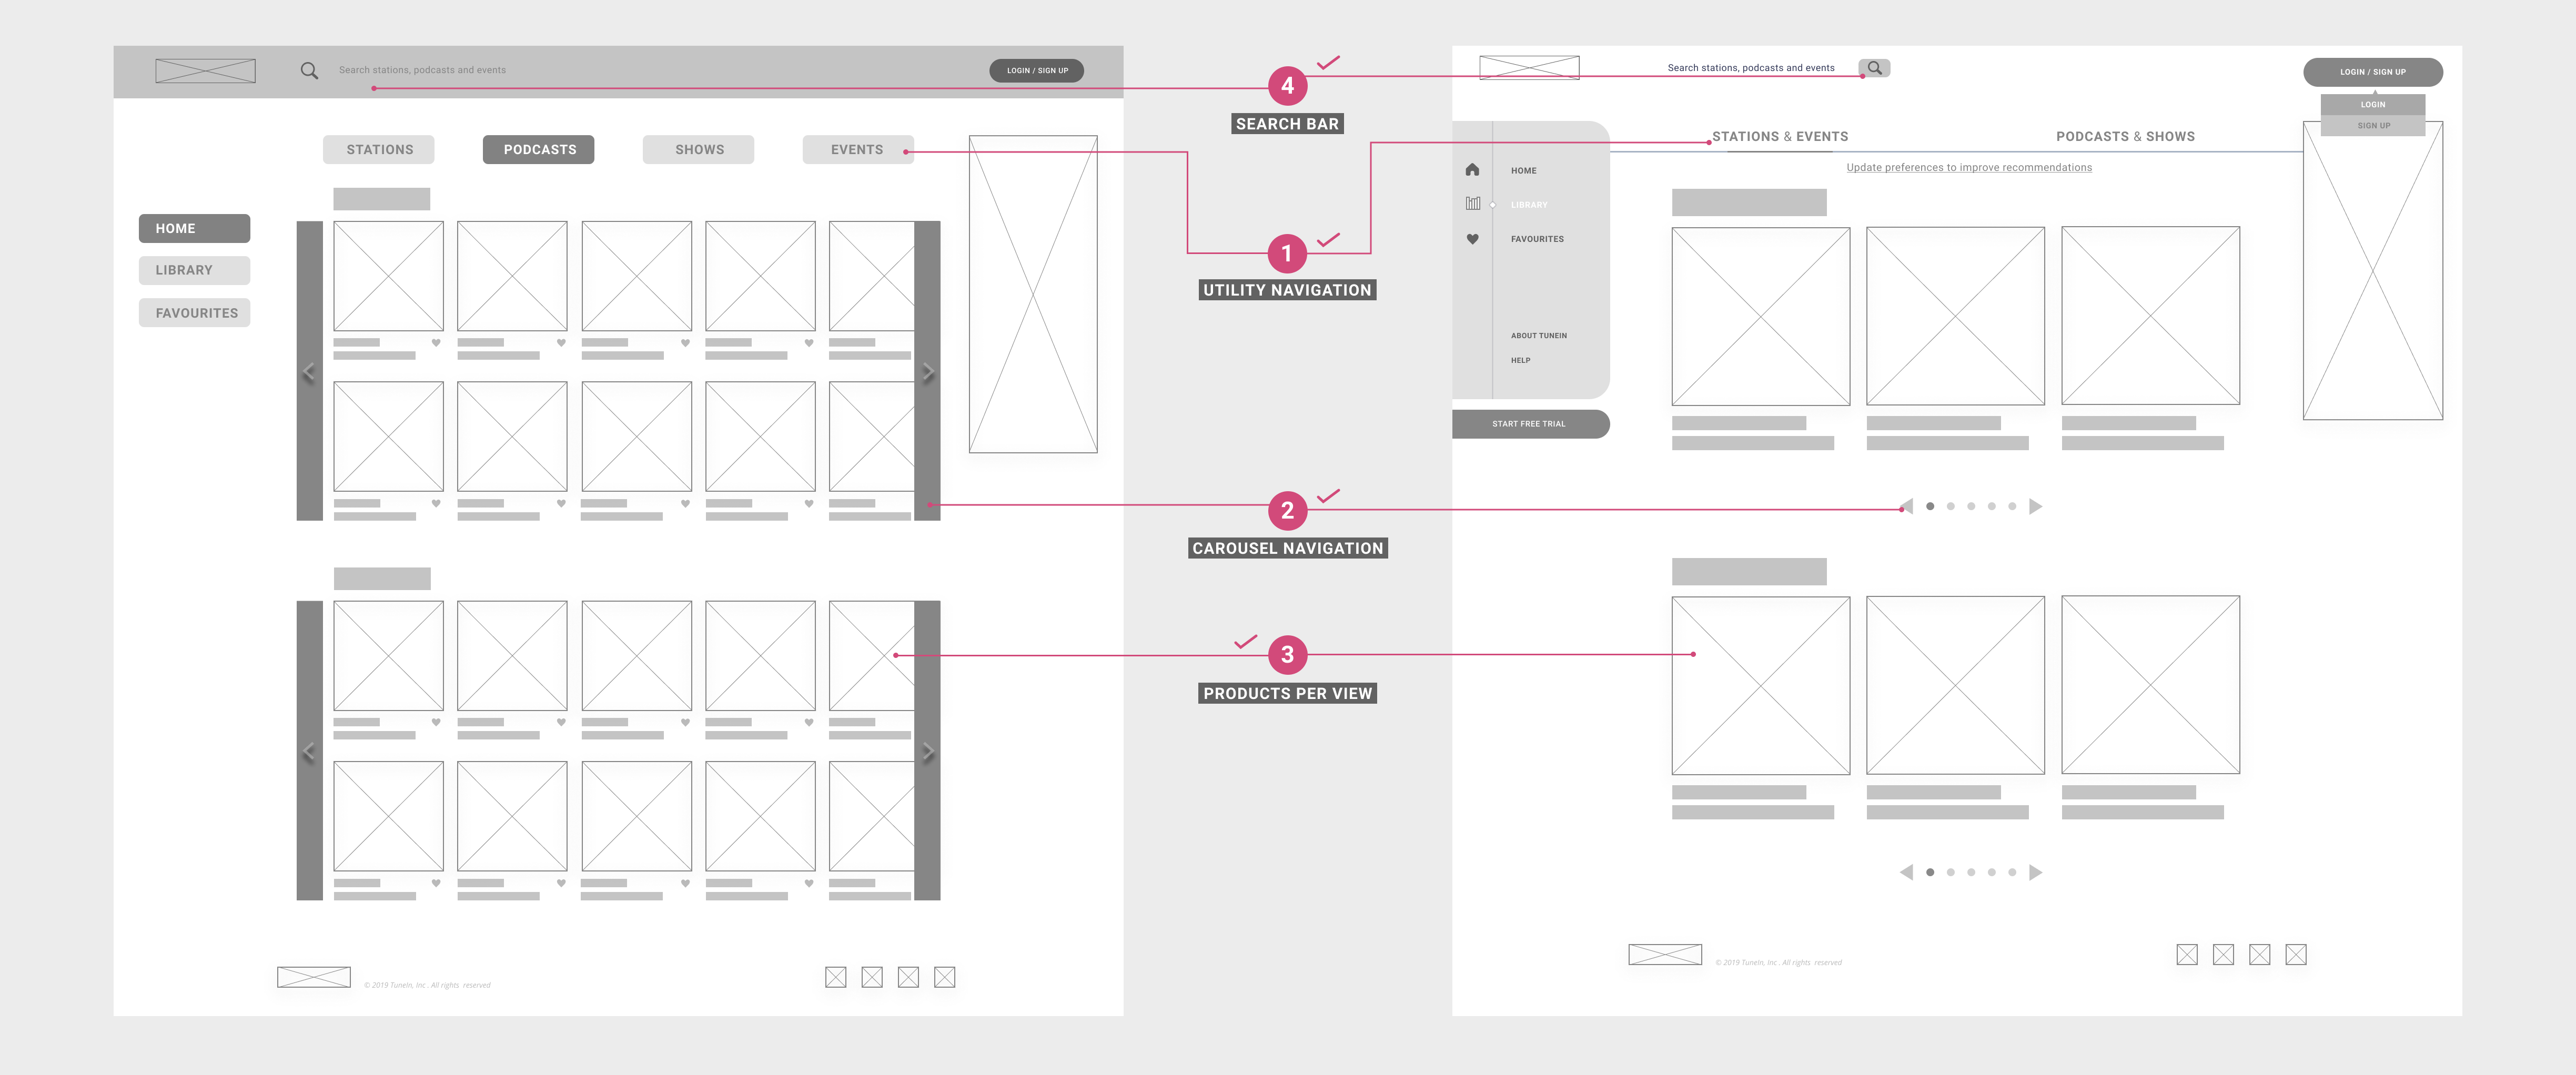 Search stations, podcasts and events
LOGIN / SIGN UP
STATIONS
PODCASTS
SHOWS
EVENTS
HOME
LIBRARY
FAVOURITES
© 2019 TuneIn, Inc . All rights reserved
4
SEARCH BAR
1
UTILITY NAVIGATION
2
CAROUSEL NAVIGATION
3
PRODUCTS PER VIEW
Search stations, podcasts and events
LOGIN / SIGN UP
LOGIN
SIGN UP
STATIONS & EVENTS
PODCASTS & SHOWS
Update preferences to improve recommendations
HOME
LIBRARY
FAVOURITES
ABOUT TUNEIN
HELP
START FREE TRIAL
© 2019 TuneIn, Inc . All rights reserved